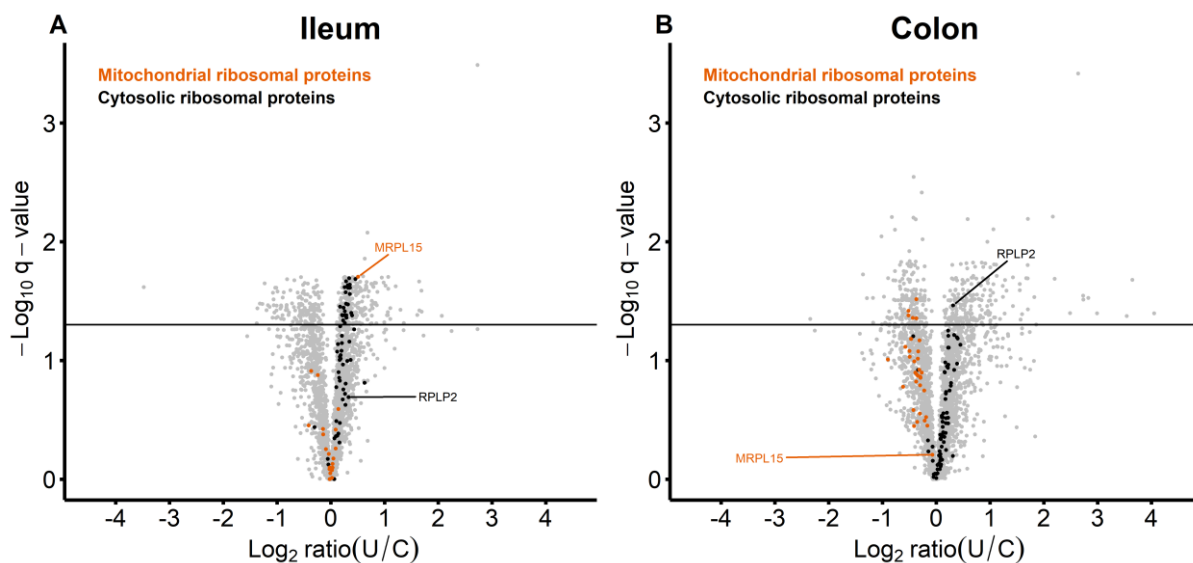 A
Ileum
Mitochondrial ribosomal proteins
Cytosolic ribosomal proteins
3
2
1
0
−Log₁₀ q − value
MRPL15
RPLP2
-4 -3 -2 -1 0 1 2 3 4
Log₂ ratio(U/C)
B
Colon
Mitochondrial ribosomal proteins
Cytosolic ribosomal proteins
3
2
1
0
−Log₁₀ q − value
RPLP2
MRPL15
-4 -3 -2 -1 0 1 2 3 4
Log₂ ratio(U/C)